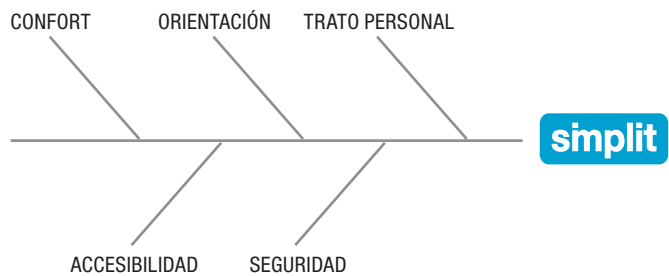 CONFORT
ORIENTACIÓN
TRATO PERSONAL
simplit
ACCESIBILIDAD
SEGURIDAD